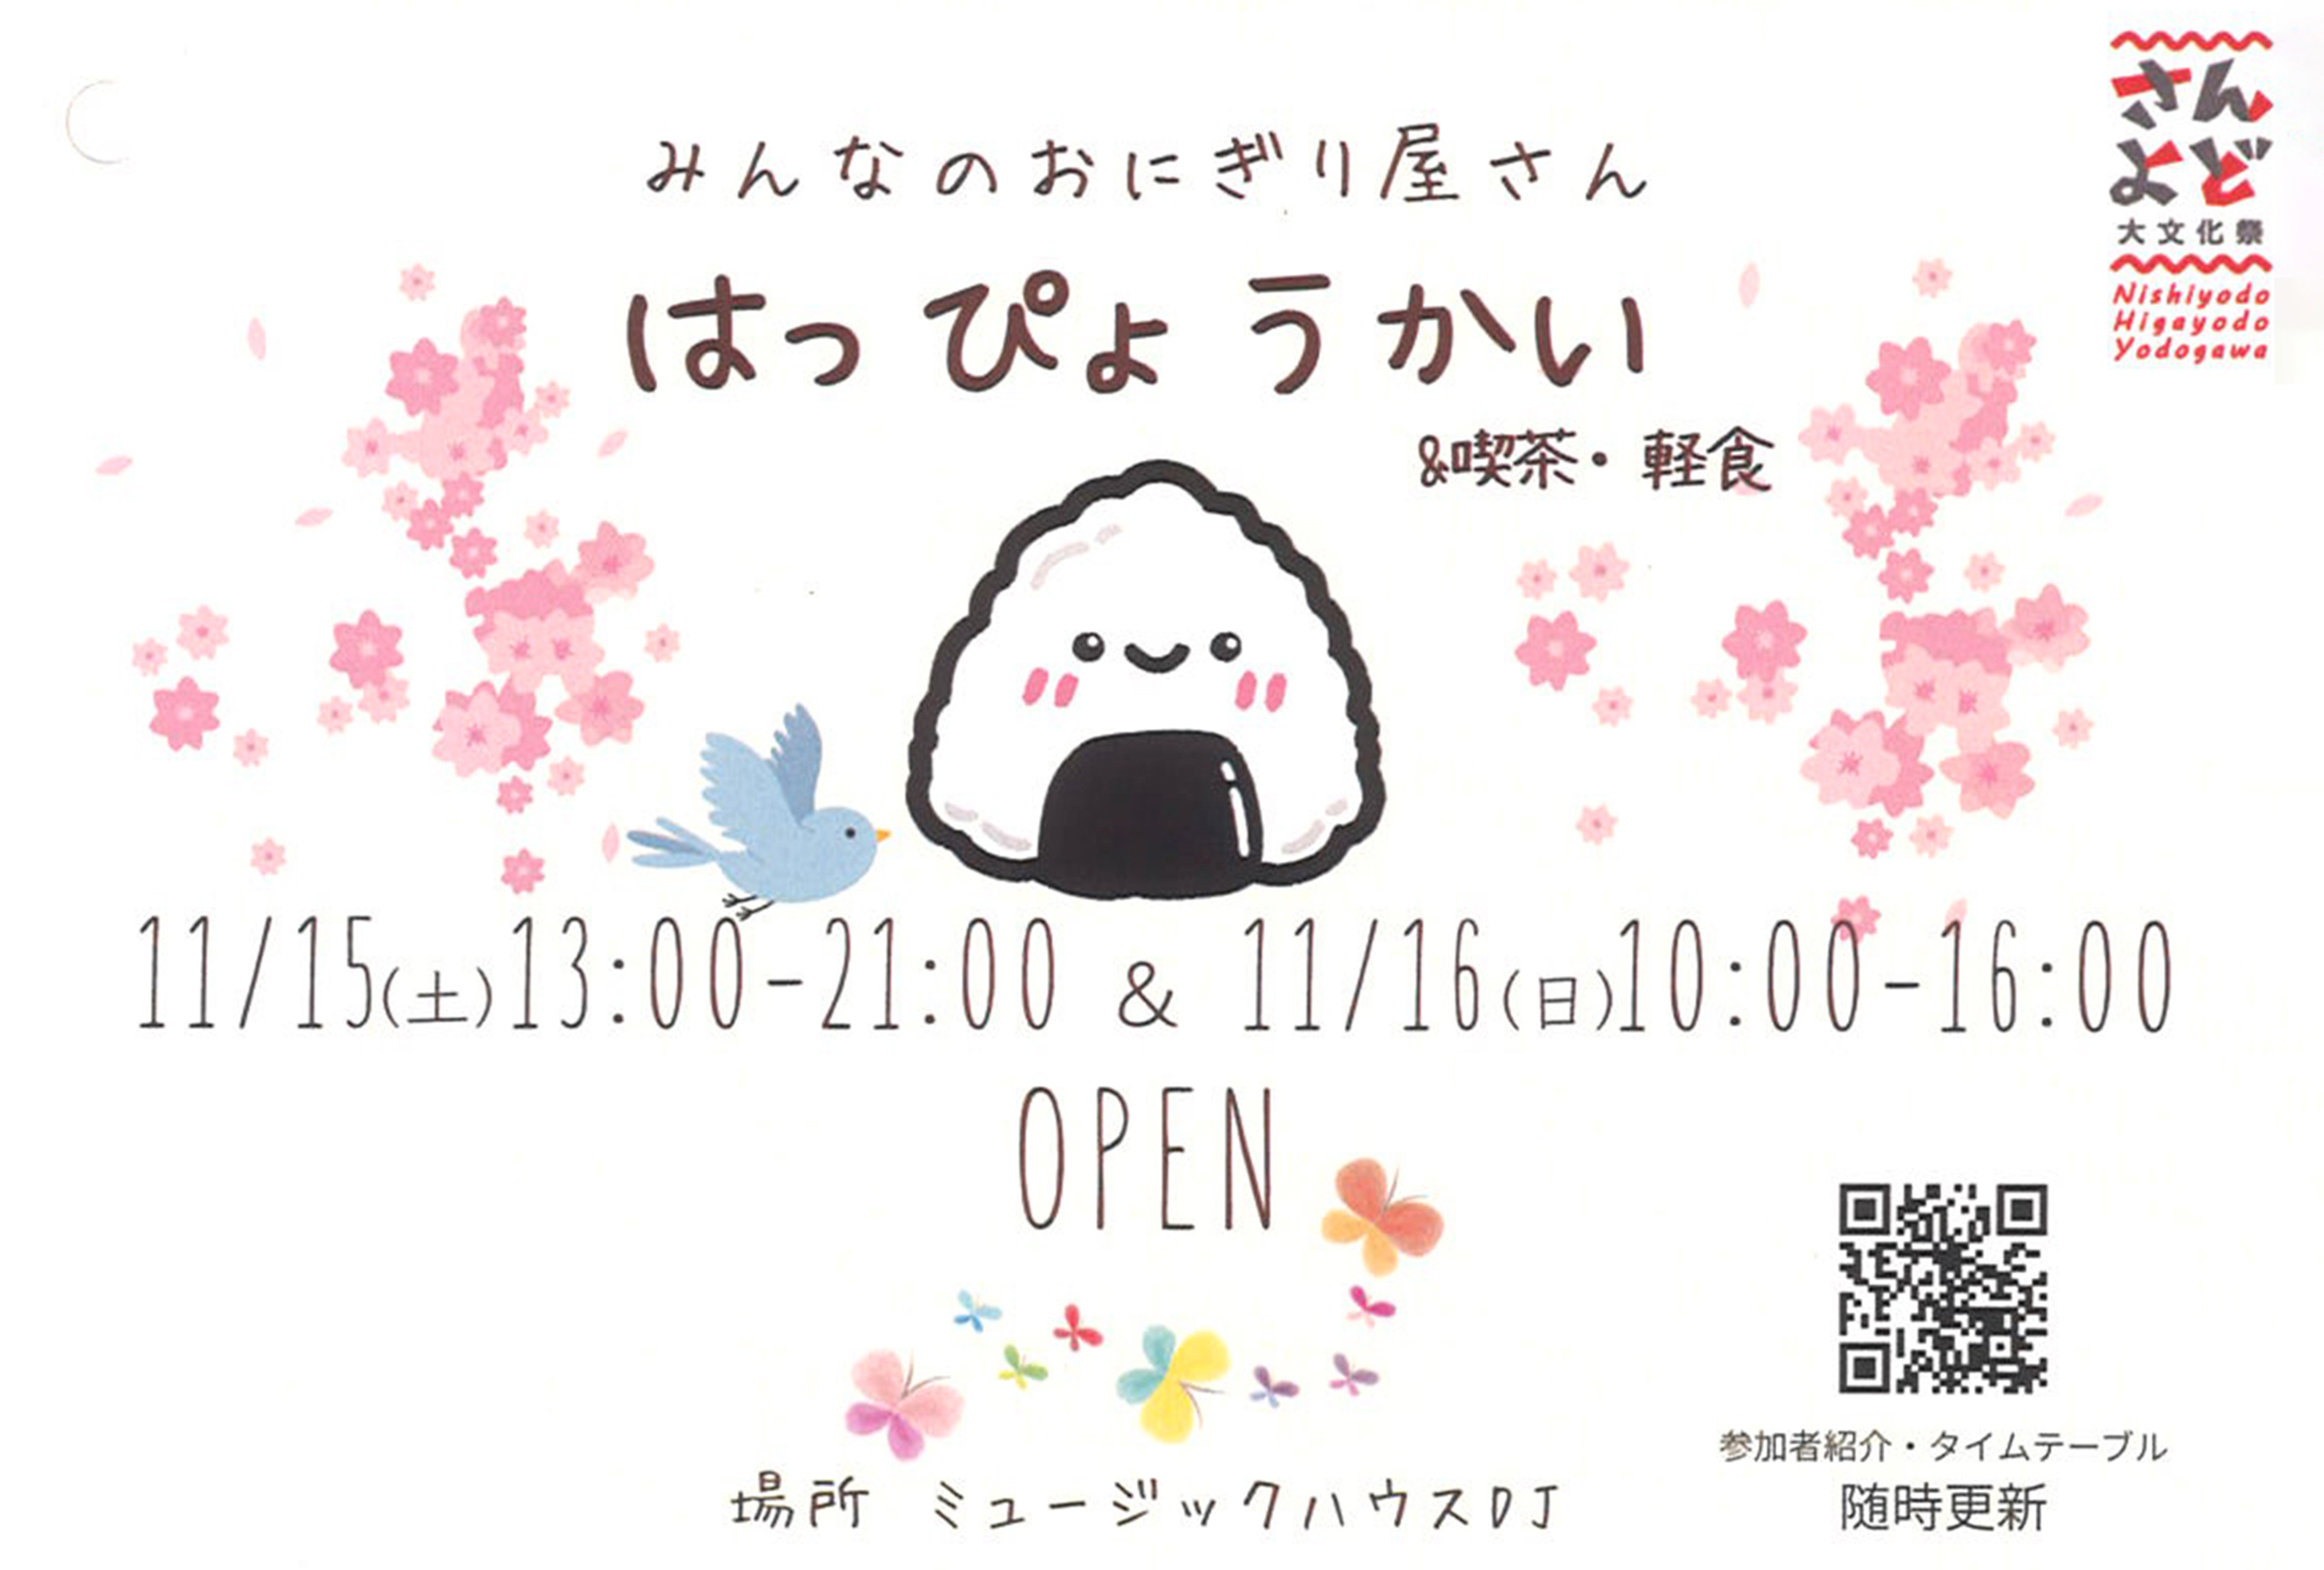 みんなのおにぎり屋さん
はっぴょうかい
&喫茶・軽食
さん
よど
大文化祭
Nishiyodo
Higayodo
Yodogawa
11/15(土)13:00-21:00 & 11/16(日)10:00-16:00
OPEN
場所 ミュージックハウスDJ
参加者紹介・タイムテーブル
随時更新